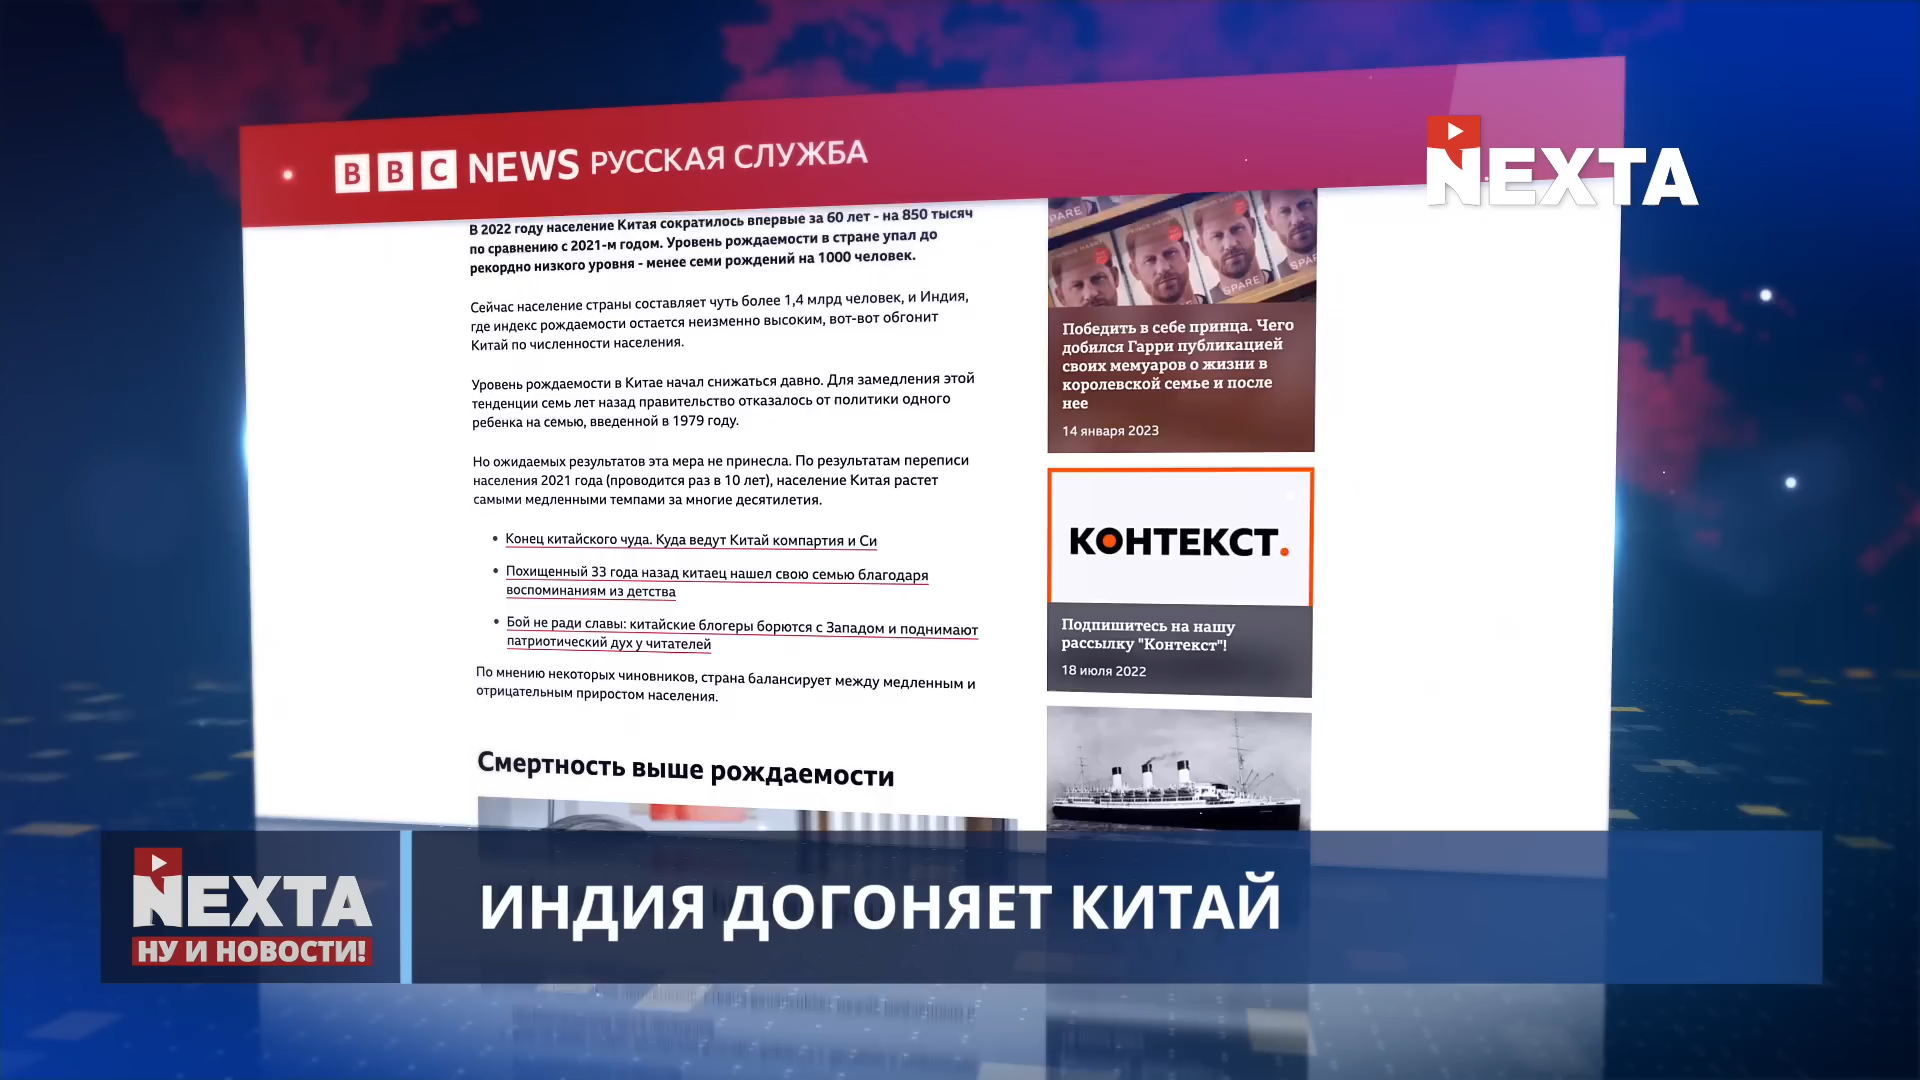 BBC NEWS РУССКАЯ СЛУЖБА
NEXTA
В 2022 году население Китая сократилось впервые за 60 лет - на 850 тысяч
по сравнению с 2021-м годом. Уровень рождаемости в стране упал до
рекордно низкого уровня - менее семи рождений на 1000 человек.
Сейчас население страны составляет чуть более 1,4 млрд человек, и Индия,
где индекс рождаемости остается неизменно высоким, вот-вот обгонит
Китай по численности населения.
Уровень рождаемости в Китае начал снижаться давно. Для замедления этой
тенденции семь лет назад правительство отказалось от политики одного
ребенка на семью, введенной в 1979 году.
Но ожидаемых результатов эта мера не принесла. По результатам переписи
населения 2021 года (проводится раз в 10 лет), население Китая растет
самыми медленными темпами за многие десятилетия.
• Конец китайского чуда. Куда ведут Китай компартия и Си
• Похищенный 33 года назад китаец нашел свою семью благодаря
воспоминаниям из детства
• Бой не ради славы: китайские блогеры борются с Западом и поднимают
патриотический дух у читателей
По мнению некоторых чиновников, страна балансирует между медленным и
отрицательным приростом населения.
Смертность выше рождаемости
SPARE
SPARE
SPARE
Победить в себе принца. Чего
добился Гарри публикацией
своих мемуаров о жизни в
королевской семье и после
нее
14 января 2023
КОНТЕКСТ.
Подпишитесь на нашу
рассылку "Контекст"!
18 июля 2022
NEXTA
НУ И НОВОСТИ!
ИНДИЯ ДОГОНЯЕТ КИТАЙ